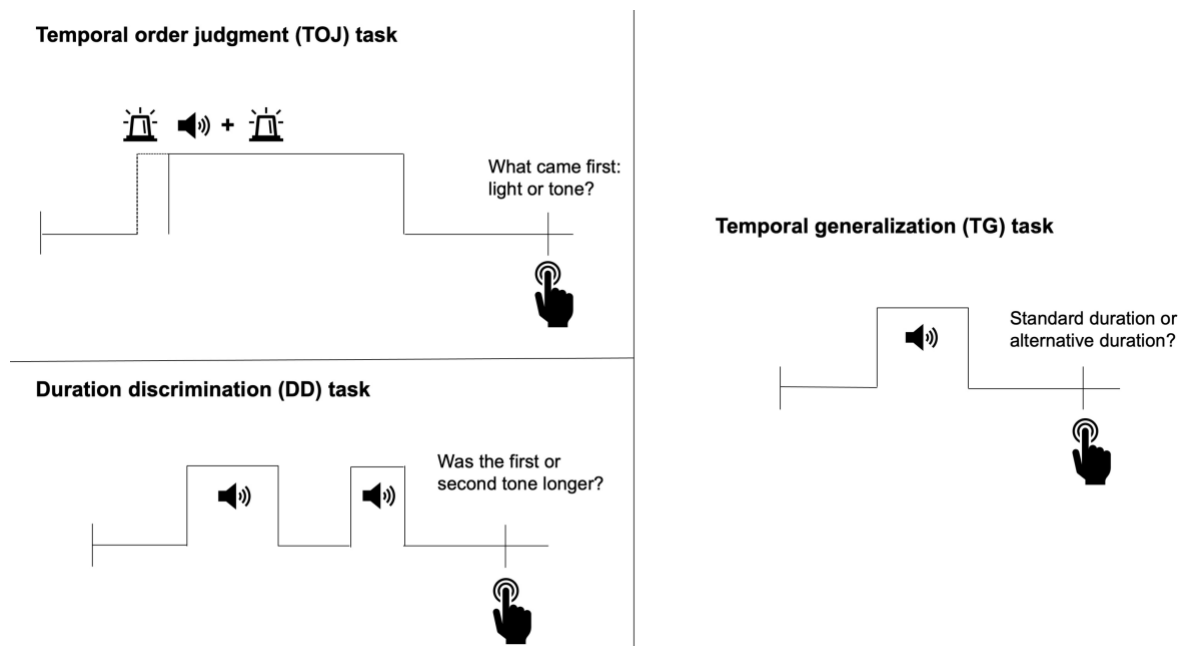 Temporal order judgment (TOJ) task
+
What came first:
light or tone?
Duration discrimination (DD) task
Was the first or
second tone longer?
Temporal generalization (TG) task
Standard duration or
alternative duration?